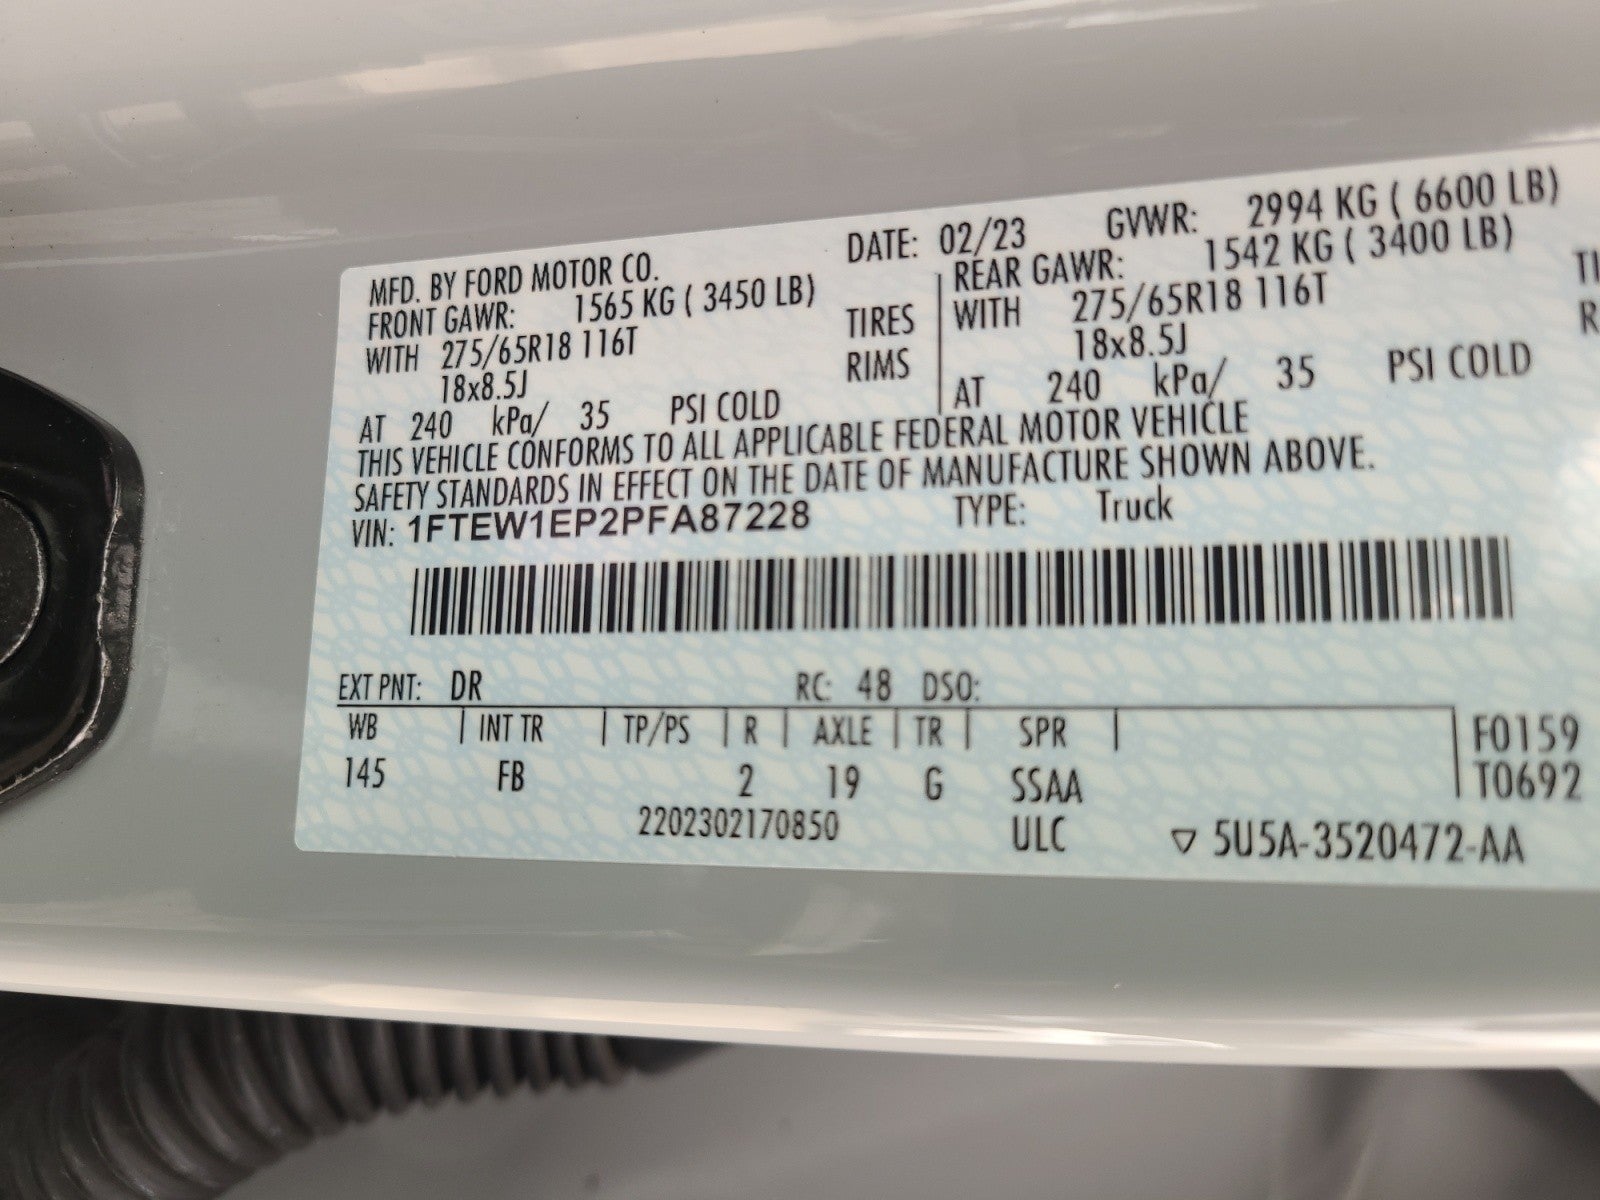 MFD. BY FORD MOTOR CO. DATE: 02/23 GVWR: 2994 KG ( 6600 LB)
FRONT GAWR: 1565 KG ( 3450 LB) REAR GAWR: 1542 KG ( 3400 LB)
WITH 275/65R18 116T TIRES WITH 275/65R18 116T
18x8.5J RIMS 18x8.5J
AT 240 kPa/ 35 PSI COLD AT 240 kPa/ 35 PSI COLD
THIS VEHICLE CONFORMS TO ALL APPLICABLE FEDERAL MOTOR VEHICLE
SAFETY STANDARDS IN EFFECT ON THE DATE OF MANUFACTURE SHOWN ABOVE.
VIN: 1FTEW1EP2PFA87228 TYPE: Truck
EXT PNT: DR RC: 48 DSO:
WB INT TR TP/PS R AXLE TR SPR F0159
145 FB 2 19 G SSAA T0692
2202302170850 ULC ▽ 5U5A-3520472-AA